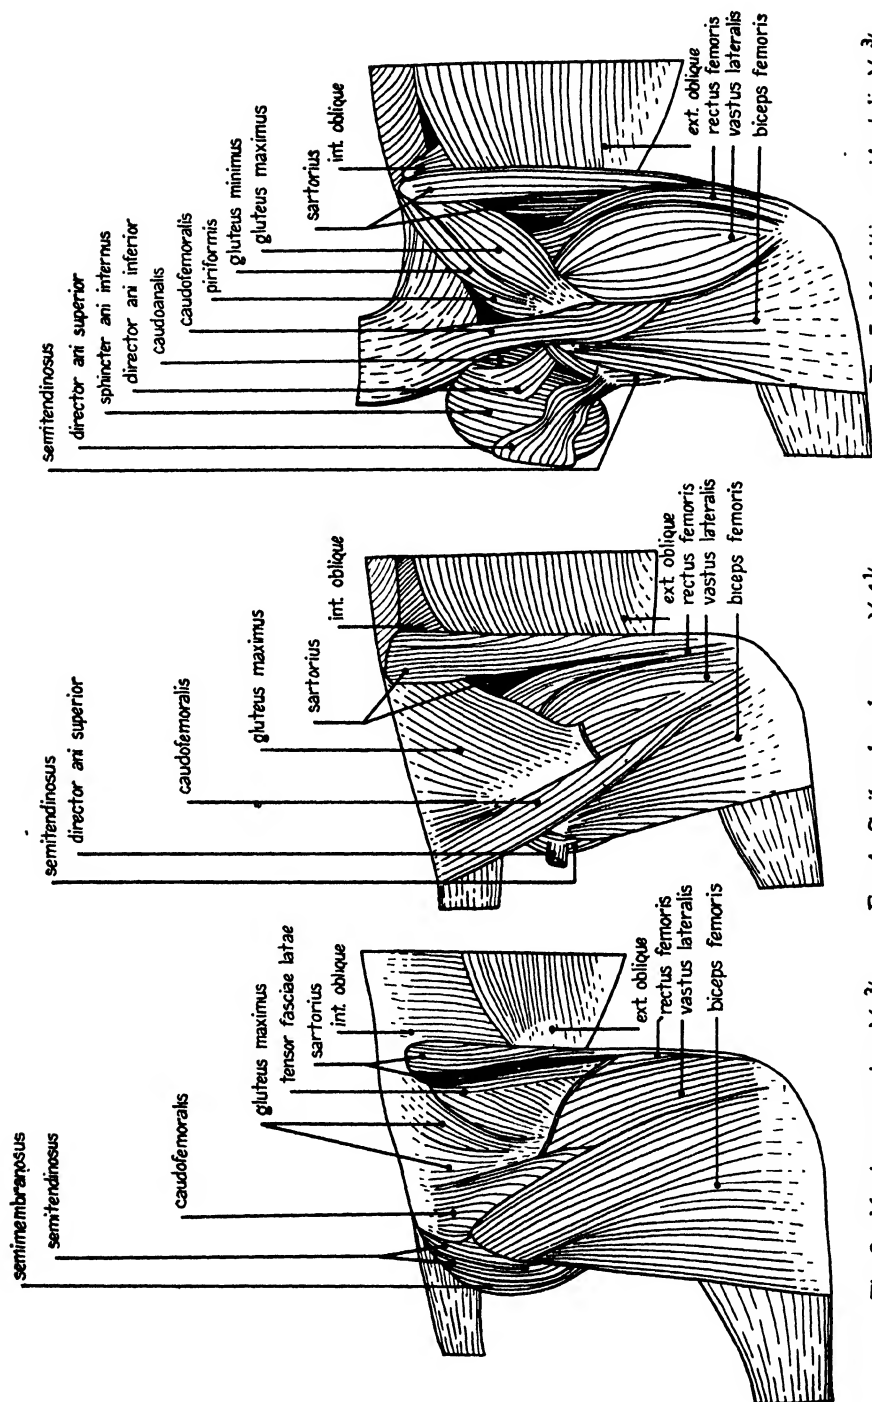 semimembranosus
semitendinosus
caudofemoralis
gluteus maximus
tensor fasciae latae
sartorius
int. oblique
ext. oblique
rectus femoris
vastus lateralis
biceps femoris
semitendinosus
director ani superior
caudofemoralis
gluteus maximus
sartorius
int. oblique
ext. oblique
rectus femoris
vastus lateralis
biceps femoris
semitendinosus
director ani superior
sphincter ani internus
director ani inferior
caudoanalis
caudofemoralis
piriformis
gluteus minimus
gluteus maximus
sartorius
int. oblique
ext. oblique
rectus femoris
vastus lateralis
biceps femoris